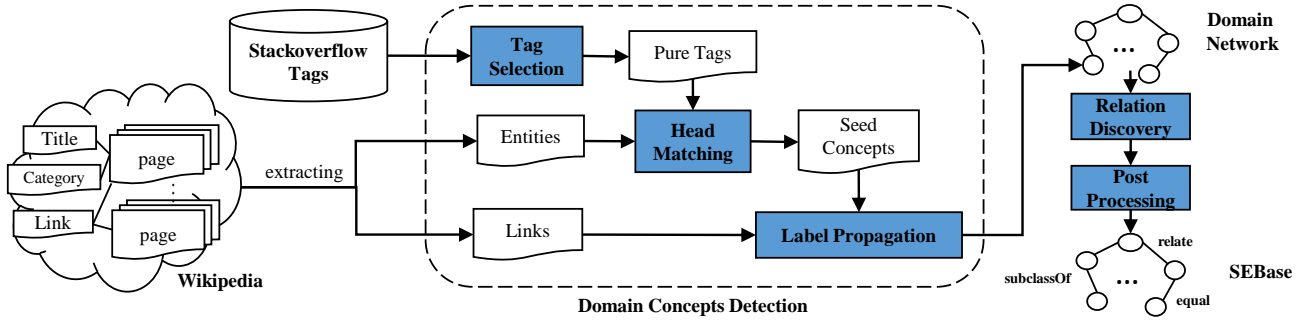 Stackoverflow
Tags
Tag
Selection
Pure Tags
Domain
Network
...
Title
Category
Link
page
page
Wikipedia
extracting
Entities
Head
Matching
Seed
Concepts
Links
Label Propagation
Domain Concepts Detection
Relation
Discovery
Post
Processing
relate
subclassOf
...
equal
SEBase